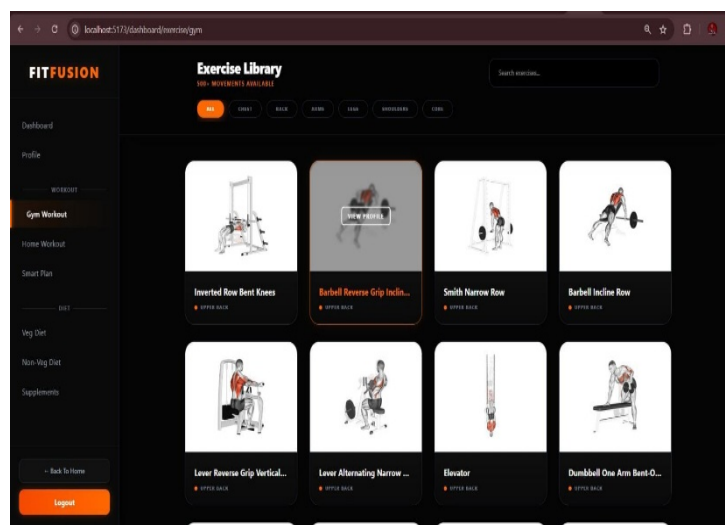 localhost:5173/dashboard/exercise/gym
FITFUSION
Dashboard
Profile
WORKOUT
Gym Workout
Home Workout
Smart Plan
DIET
Veg Diet
Non-Veg Diet
Supplements
← Back To Home
Logout
Exercise Library
500+ MOVEMENTS AVAILABLE
Search exercises...
ALL CHEST BACK ARMS LEGS SHOULDERS CORE
VIEW PROFILE
Inverted Row Bent Knees
UPPER BACK
Barbell Reverse Grip Inclin...
UPPER BACK
Smith Narrow Row
UPPER BACK
Barbell Incline Row
UPPER BACK
Lever Reverse Grip Vertical...
UPPER BACK
Lever Alternating Narrow ...
UPPER BACK
Elevator
UPPER BACK
Dumbbell One Arm Bent-O...
UPPER BACK